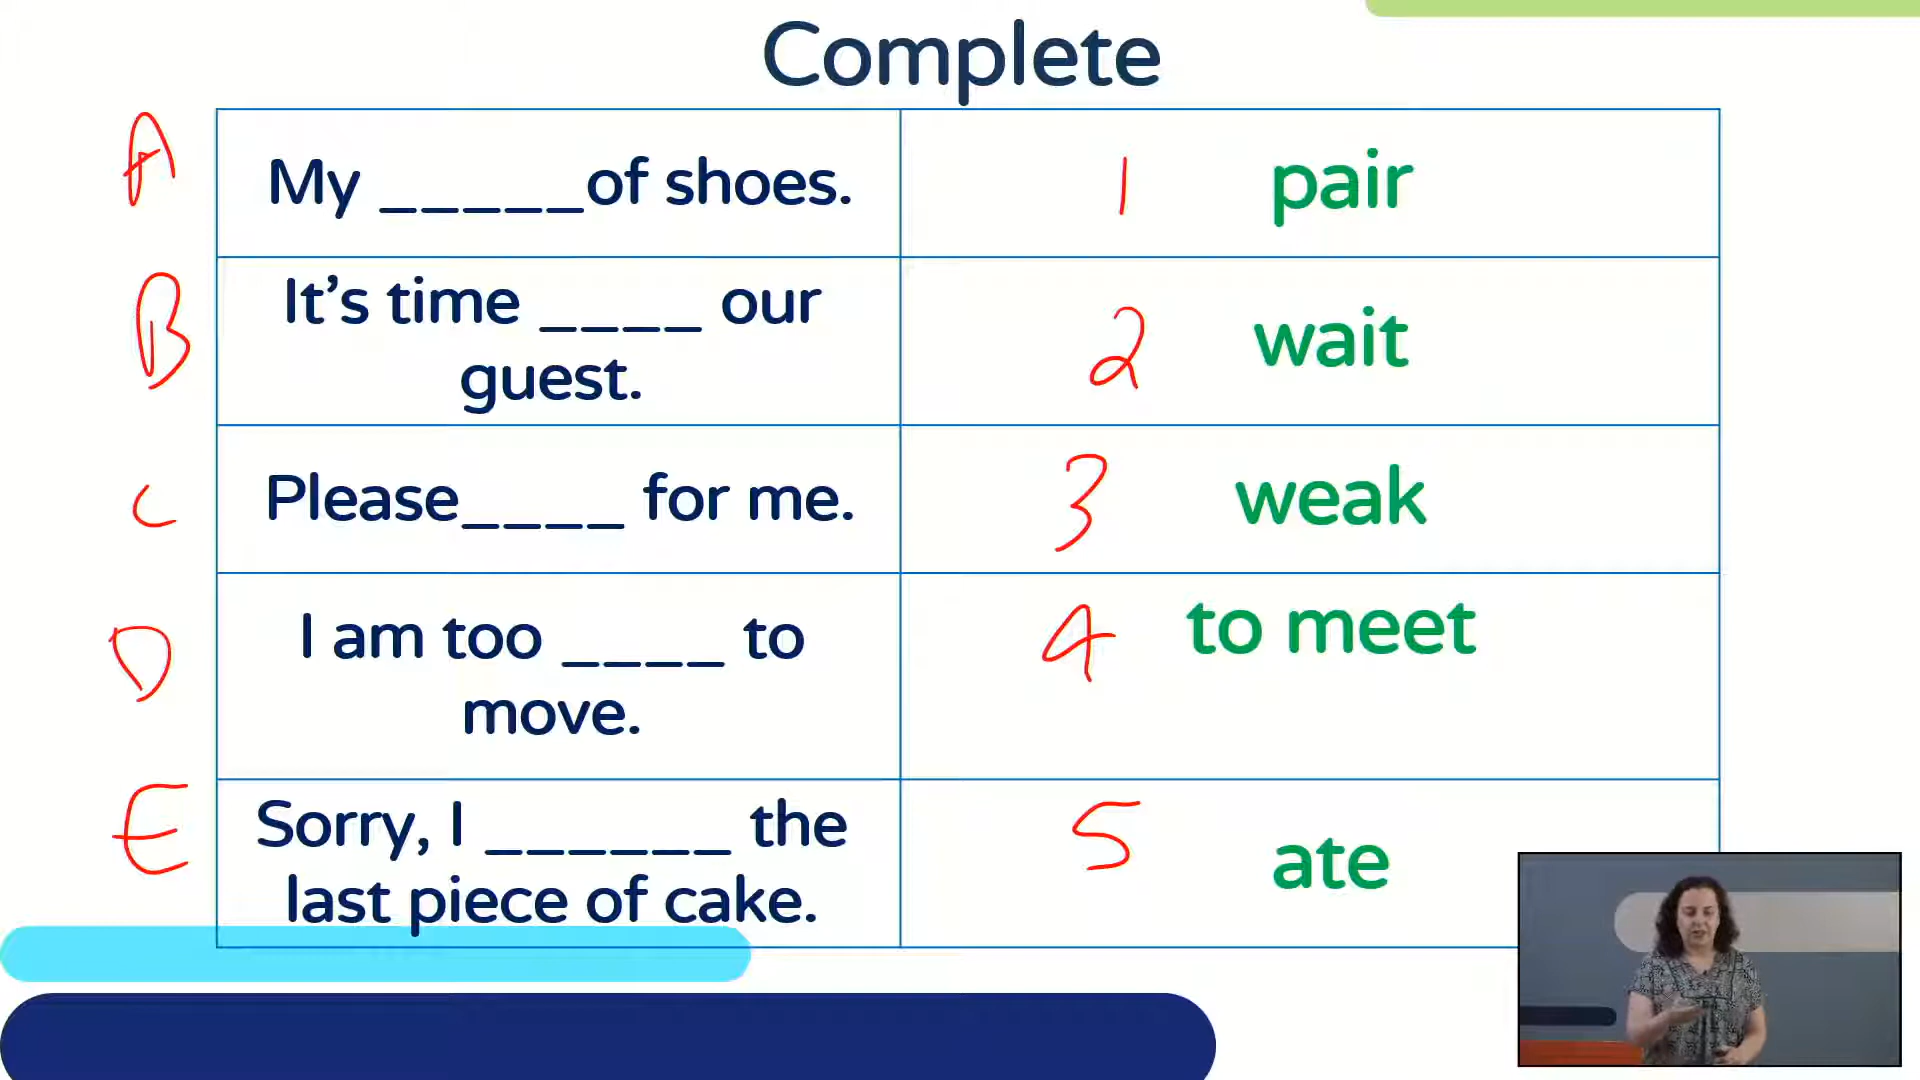 Complete
A My _____of shoes. 1 pair
B It’s time ____ our
guest. 2 wait
C Please____ for me. 3 weak
D I am too ____ to
move. 4 to meet
E Sorry, I ______ the
last piece of cake. 5 ate